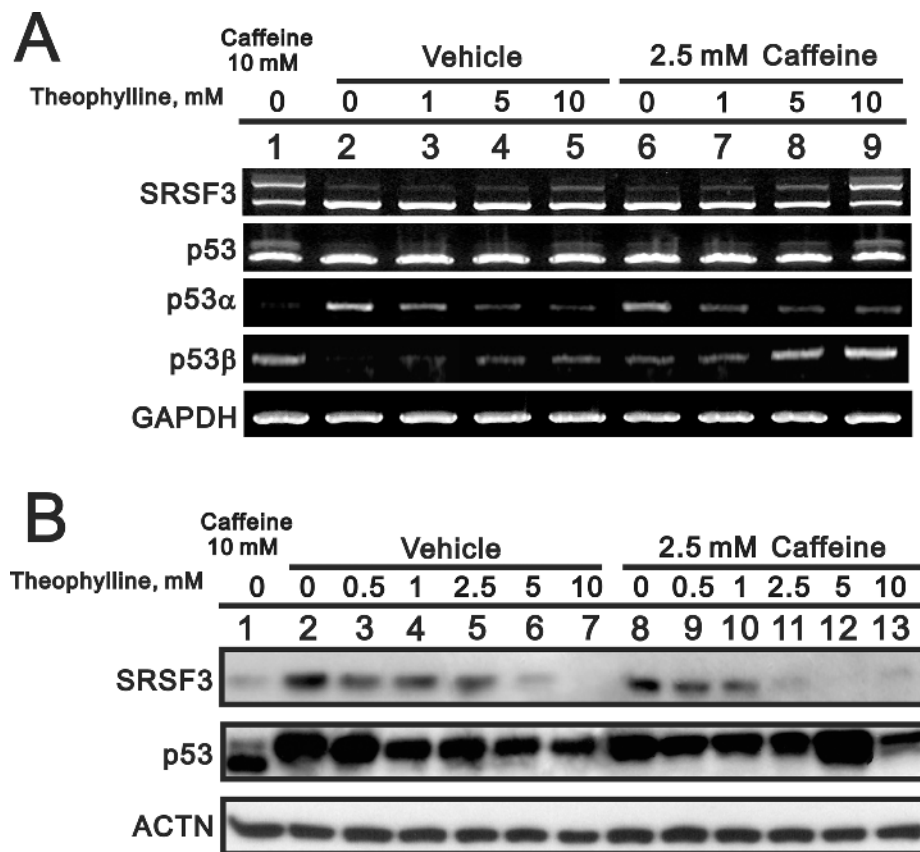 A
Caffeine
10 mM
Vehicle
2.5 mM Caffeine
Theophylline, mM
0 0 1 5 10 0 1 5 10
1 2 3 4 5 6 7 8 9
SRSF3
p53
p53α
p53β
GAPDH
B
Caffeine
10 mM
Vehicle
2.5 mM Caffeine
Theophylline, mM
0 0 0.5 1 2.5 5 10 0 0.5 1 2.5 5 10
1 2 3 4 5 6 7 8 9 10 11 12 13
SRSF3
p53
ACTN